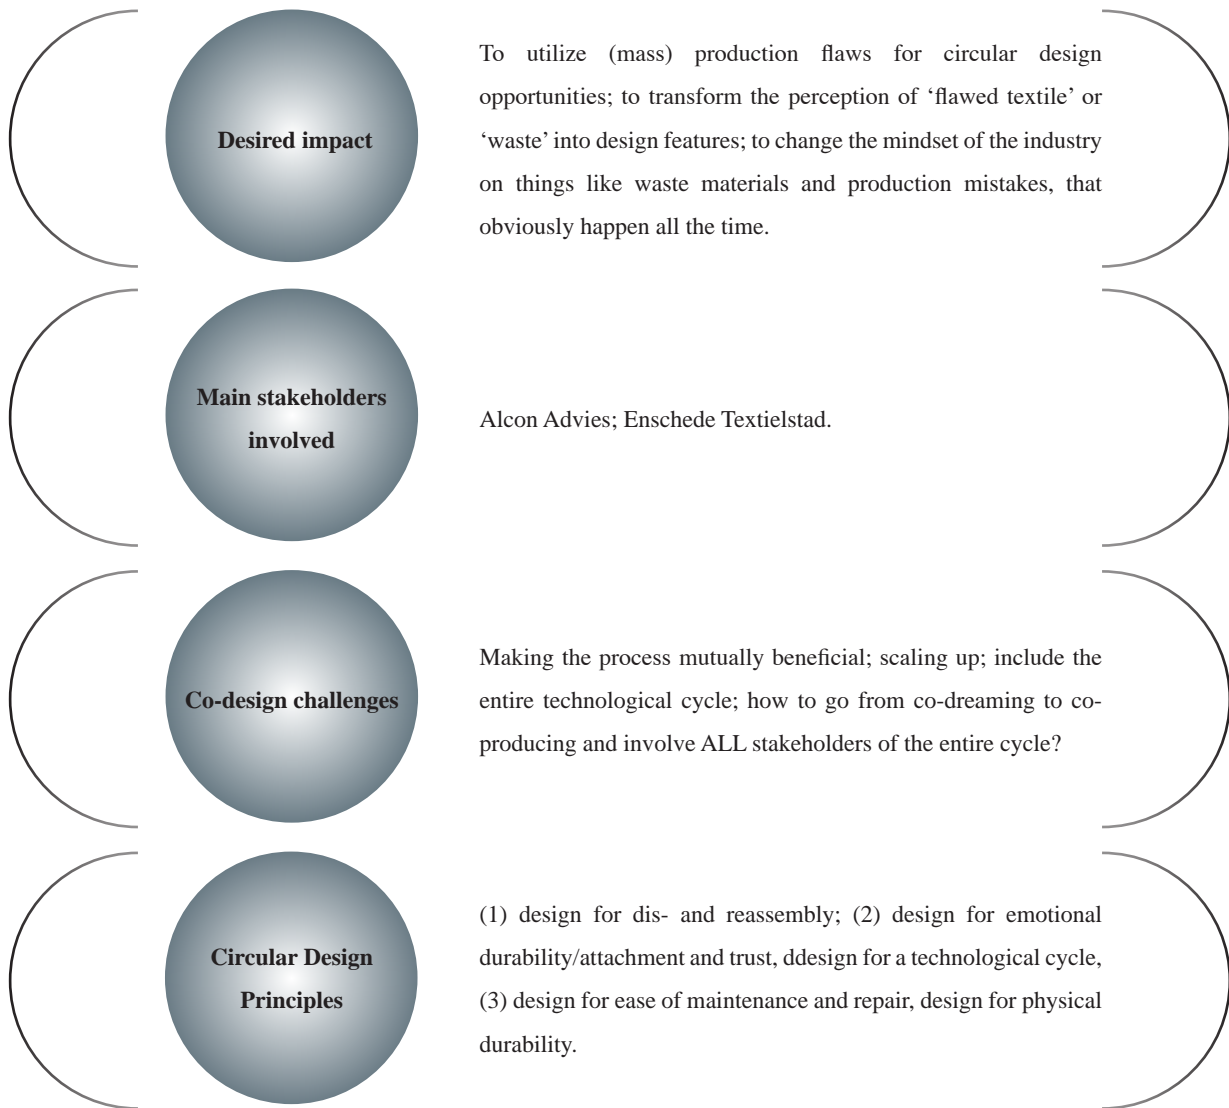 Desired impact
To utilize (mass) production flaws for circular design
opportunities; to transform the perception of ‘flawed textile’ or
‘waste’ into design features; to change the mindset of the industry
on things like waste materials and production mistakes, that
obviously happen all the time.
Main stakeholders
involved
Alcon Advies; Enschede Textielstad.
Co-design challenges
Making the process mutually beneficial; scaling up; include the
entire technological cycle; how to go from co-dreaming to co-
producing and involve ALL stakeholders of the entire cycle?
Circular Design
Principles
(1) design for dis- and reassembly; (2) design for emotional
durability/attachment and trust, ddesign for a technological cycle,
(3) design for ease of maintenance and repair, design for physical
durability.